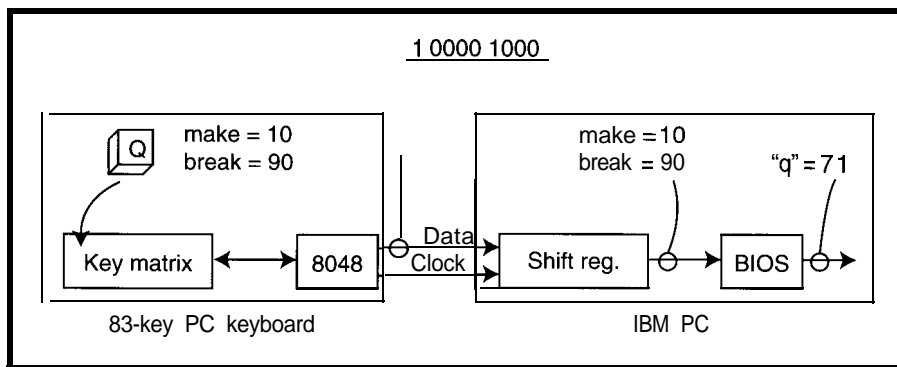 1 0000 1000
Q
make = 10
break = 90
make = 10
break = 90
"q" = 71
Data
Clock
Key matrix
8048
Shift reg.
BIOS
83-key PC keyboard
IBM PC